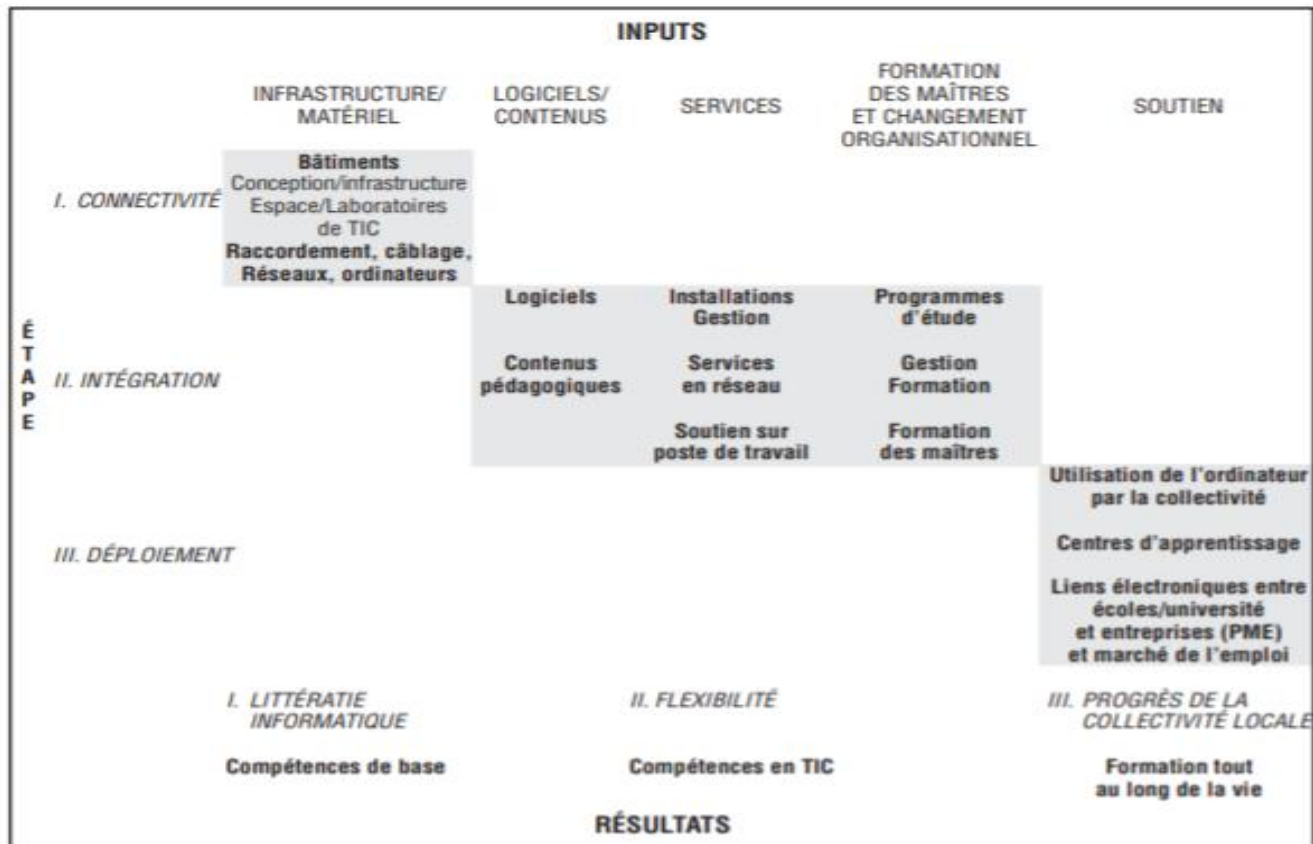 INPUTS
INFRASTRUCTURE/
MATÉRIEL
LOGICIELS/
CONTENUS
SERVICES
FORMATION
DES MAÎTRES
ET CHANGEMENT
ORGANISATIONNEL
SOUTIEN
ÉTAPE
I. CONNECTIVITÉ
Bâtiments
Conception/infrastructure
Espace/Laboratoires
de TIC
Raccordement, câblage,
Réseaux, ordinateurs
II. INTÉGRATION
Logiciels
Contenus
pédagogiques
Installations
Gestion
Services
en réseau
Soutien sur
poste de travail
Programmes
d'étude
Gestion
Formation
Formation
des maîtres
III. DÉPLOIEMENT
Utilisation de l'ordinateur
par la collectivité
Centres d'apprentissage
Liens électroniques entre
écoles/université
et entreprises (PME)
et marché de l'emploi
I. LITTÉRATIE
INFORMATIQUE
Compétences de base
II. FLEXIBILITÉ
Compétences en TIC
III. PROGRÈS DE LA
COLLECTIVITÉ LOCALE
Formation tout
au long de la vie
RÉSULTATS